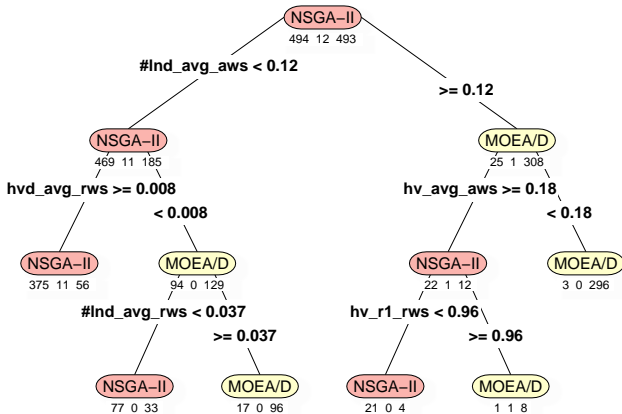 NSGA−II
494 12 493
#lnd_avg_aws < 0.12
>= 0.12
NSGA−II
469 11 185
MOEA/D
25 1 308
hvd_avg_rws >= 0.008
< 0.008
hv_avg_aws >= 0.18
< 0.18
NSGA−II
375 11 56
MOEA/D
94 0 129
NSGA−II
22 1 12
MOEA/D
3 0 296
#lnd_avg_rws < 0.037
>= 0.037
hv_r1_rws < 0.96
>= 0.96
NSGA−II
77 0 33
MOEA/D
17 0 96
NSGA−II
21 0 4
MOEA/D
1 1 8